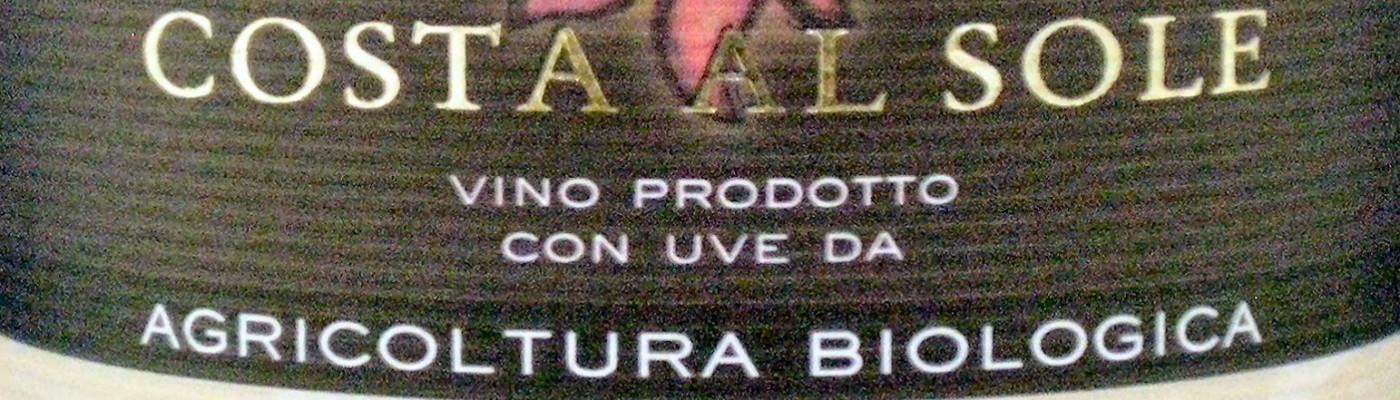 COSTA AL SOLE
VINO PRODOTTO
CON UVE DA
AGRICOLTURA BIOLOGICA